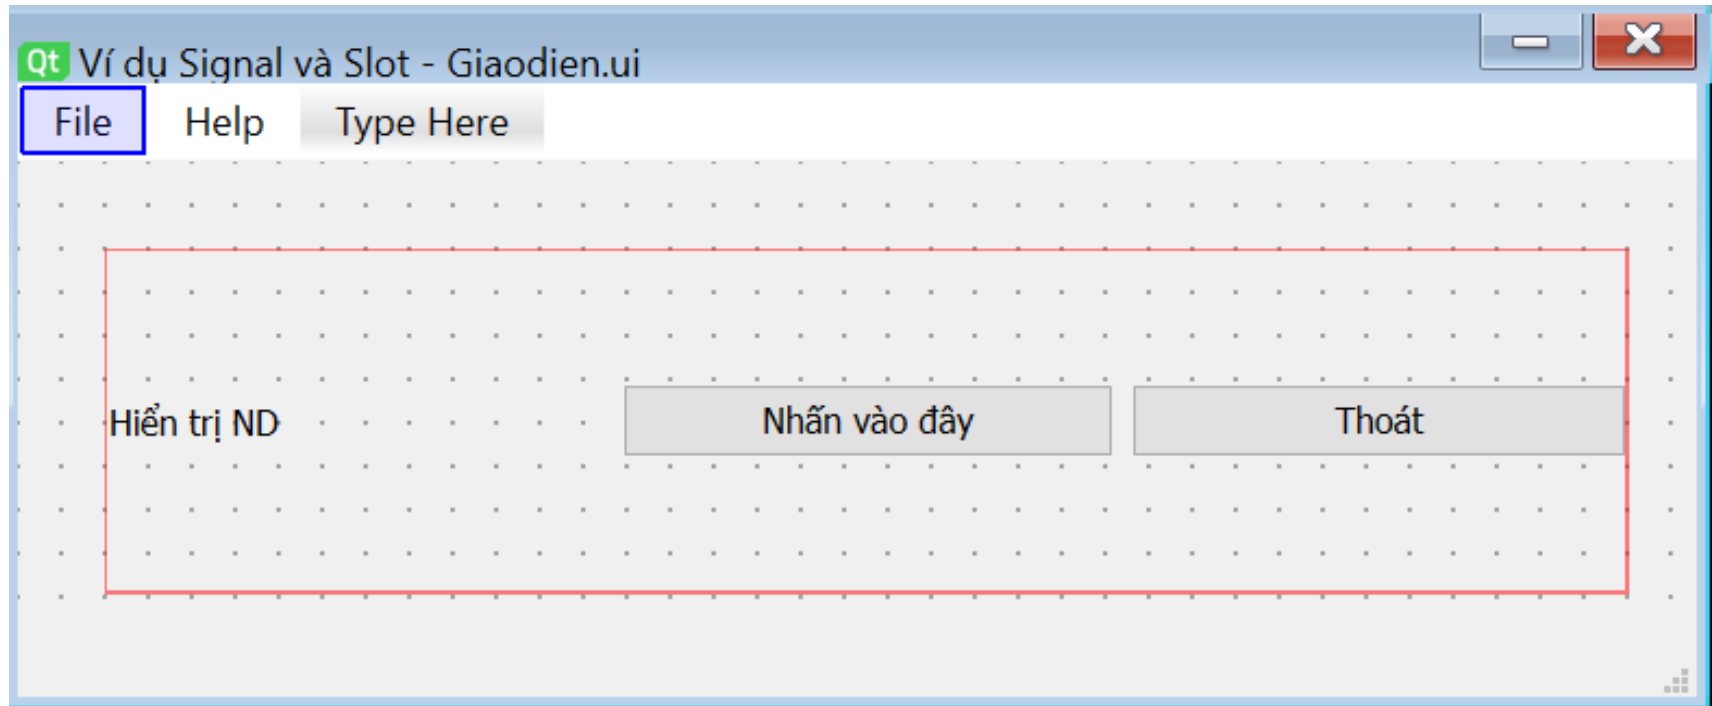 Qt Ví dụ Signal và Slot - Giaodien.ui
File Help Type Here
Hiển trị ND Nhấn vào đây Thoát